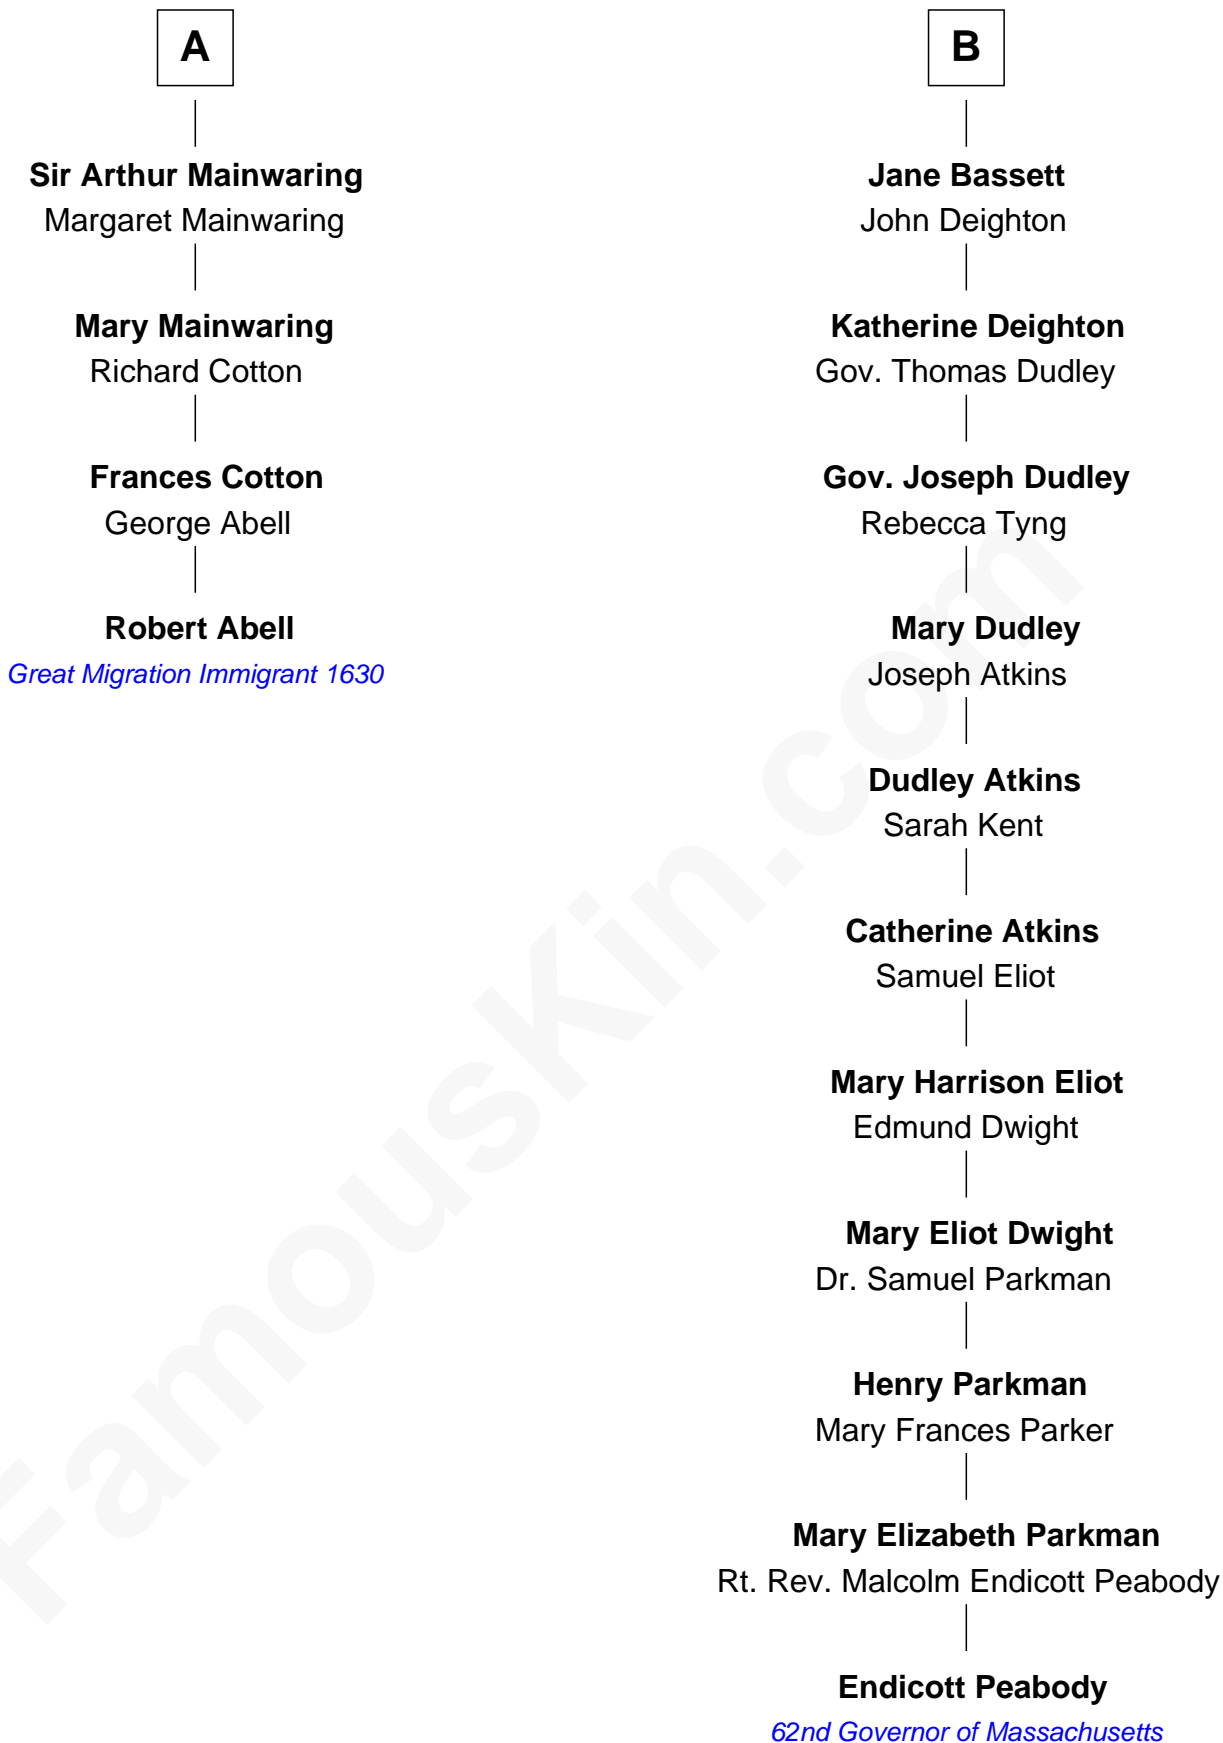 A
Sir Arthur Mainwaring
Margaret Mainwaring
Mary Mainwaring
Richard Cotton
Frances Cotton
George Abell
Robert Abell
Great Migration Immigrant 1630
B
Jane Bassett
John Deighton
Katherine Deighton
Gov. Thomas Dudley
Gov. Joseph Dudley
Rebecca Tyng
Mary Dudley
Joseph Atkins
Dudley Atkins
Sarah Kent
Catherine Atkins
Samuel Eliot
Mary Harrison Eliot
Edmund Dwight
Mary Eliot Dwight
Dr. Samuel Parkman
Henry Parkman
Mary Frances Parker
Mary Elizabeth Parkman
Rt. Rev. Malcolm Endicott Peabody
Endicott Peabody
62nd Governor of Massachusetts
FamousKin.com